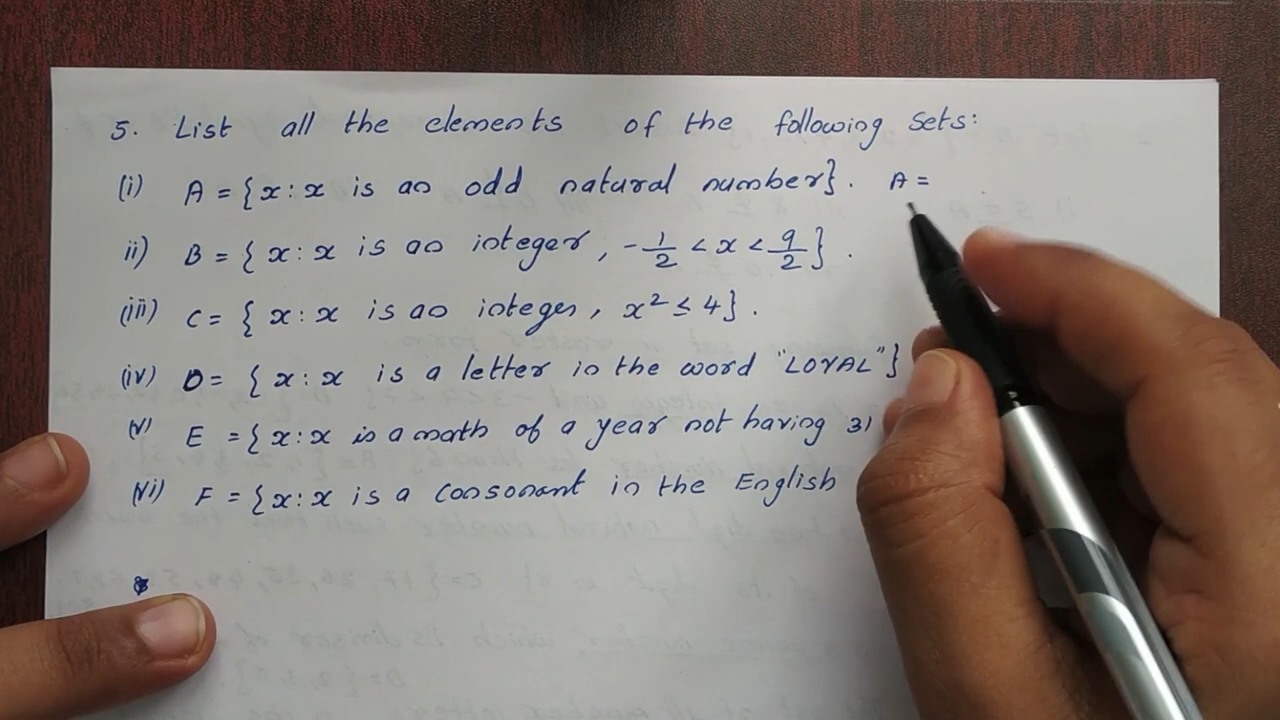 5. List all the elements of the following sets:
(i) A = {x : x is an odd natural number}. A =
ii) B = {x : x is an integer, -1/2 < x < 9/2}.
(iii) C = {x : x is an integer, x² ≤ 4}.
(iv) D = {x : x is a letter in the word "LOYAL"}
(v) E = {x : x is a month of a year not having 31
(vi) F = {x : x is a consonant in the English